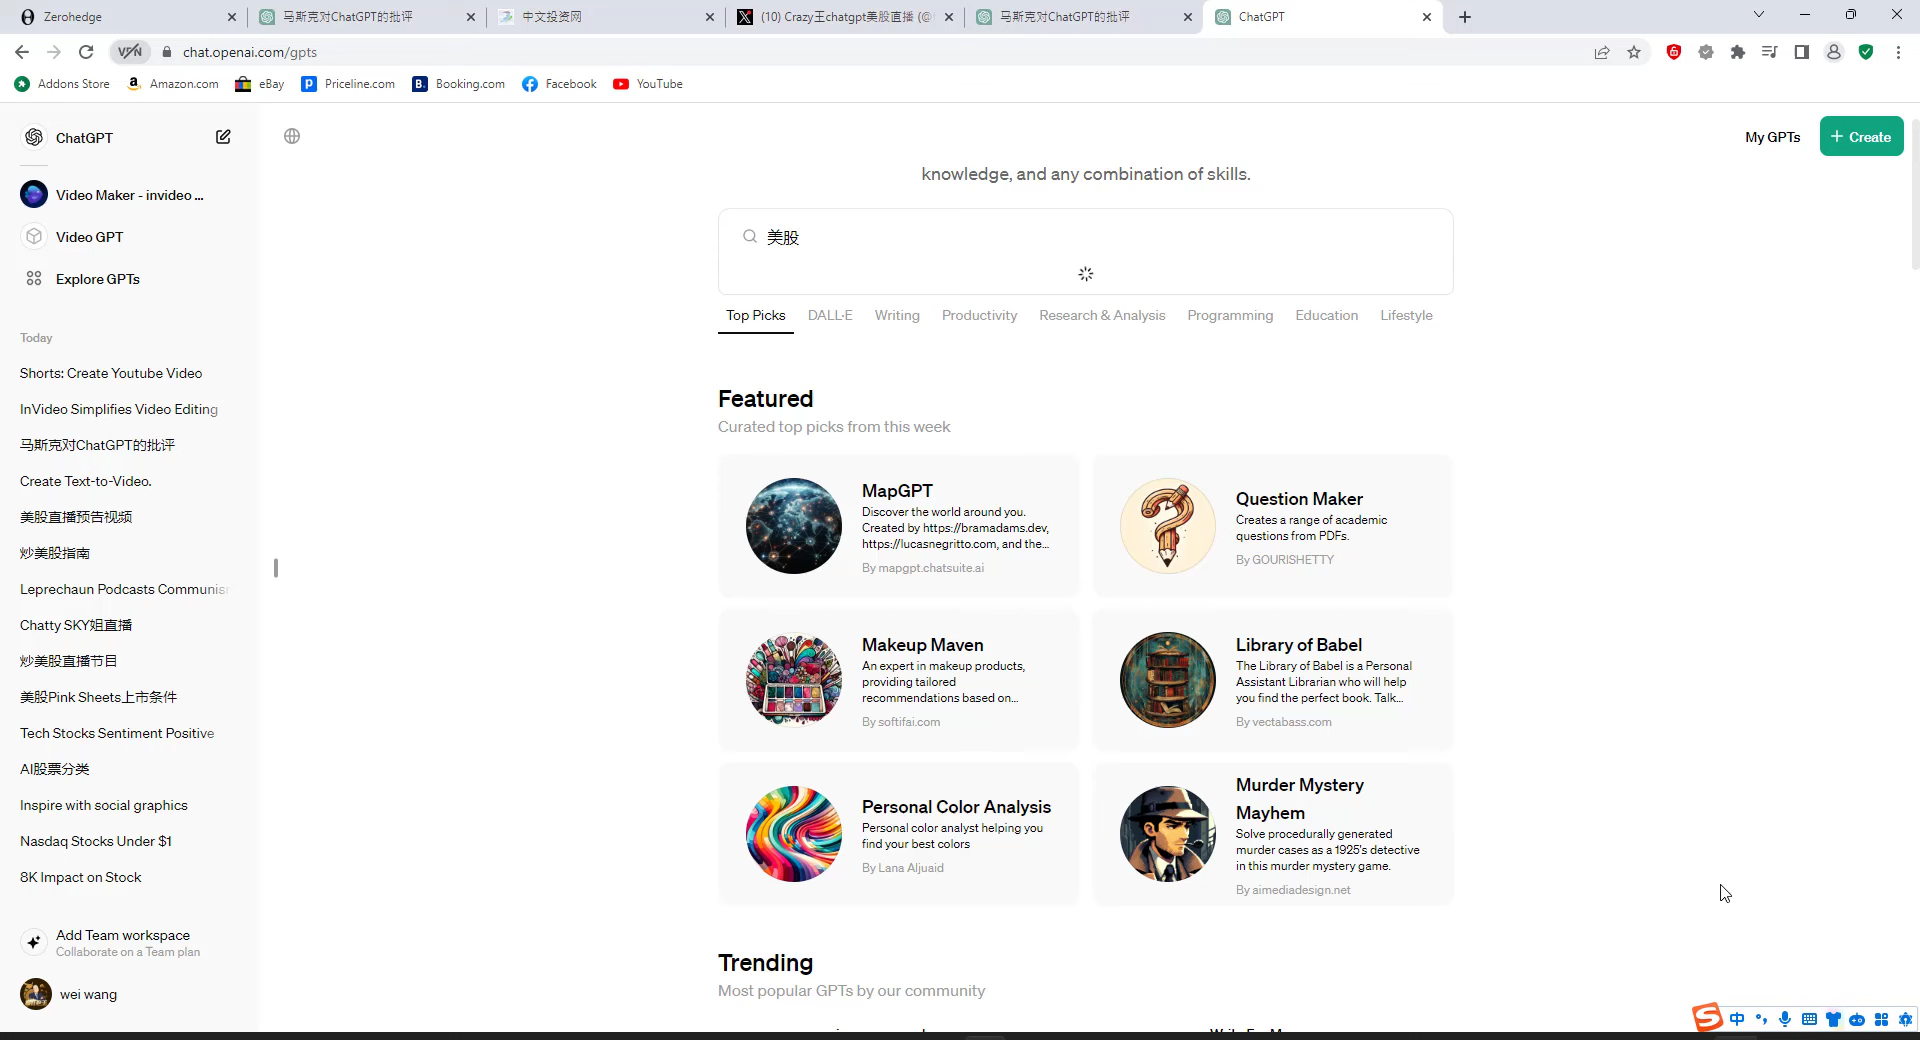 Zerohedge
马斯克对ChatGPT的批评
中文投资网
(10) Crazy王chatgpt美股直播 (@
马斯克对ChatGPT的批评
ChatGPT
VPN
chat.openai.com/gpts
Addons Store
Amazon.com
eBay
Priceline.com
Booking.com
Facebook
YouTube
ChatGPT
My GPTs
+ Create
knowledge, and any combination of skills.
Video Maker - invideo ...
Video GPT
Explore GPTs
美股
Top Picks
DALL·E
Writing
Productivity
Research & Analysis
Programming
Education
Lifestyle
Today
Shorts: Create Youtube Video
InVideo Simplifies Video Editing
马斯克对ChatGPT的批评
Create Text-to-Video.
美股直播预告视频
炒美股指南
Leprechaun Podcasts Communis
Chatty SKY姐直播
炒美股直播节目
美股Pink Sheets上市条件
Tech Stocks Sentiment Positive
AI股票分类
Inspire with social graphics
Nasdaq Stocks Under $1
8K Impact on Stock
Add Team workspace
Collaborate on a Team plan
wei wang
Featured
Curated top picks from this week
MapGPT
Discover the world around you.
Created by https://bramadams.dev,
https://lucasnegritto.com, and the...
By mapgpt.chatsuite.ai
Question Maker
Creates a range of academic
questions from PDFs.
By GOURISHETTY
Makeup Maven
An expert in makeup products,
providing tailored
recommendations based on...
By softifai.com
Library of Babel
The Library of Babel is a Personal
Assistant Librarian who will help
you find the perfect book. Talk...
By vectabass.com
Personal Color Analysis
Personal color analyst helping you
find your best colors
By Lana Aljuaid
Murder Mystery
Mayhem
Solve procedurally generated
murder cases as a 1925's detective
in this murder mystery game.
By aimediadesign.net
Trending
Most popular GPTs by our community
中